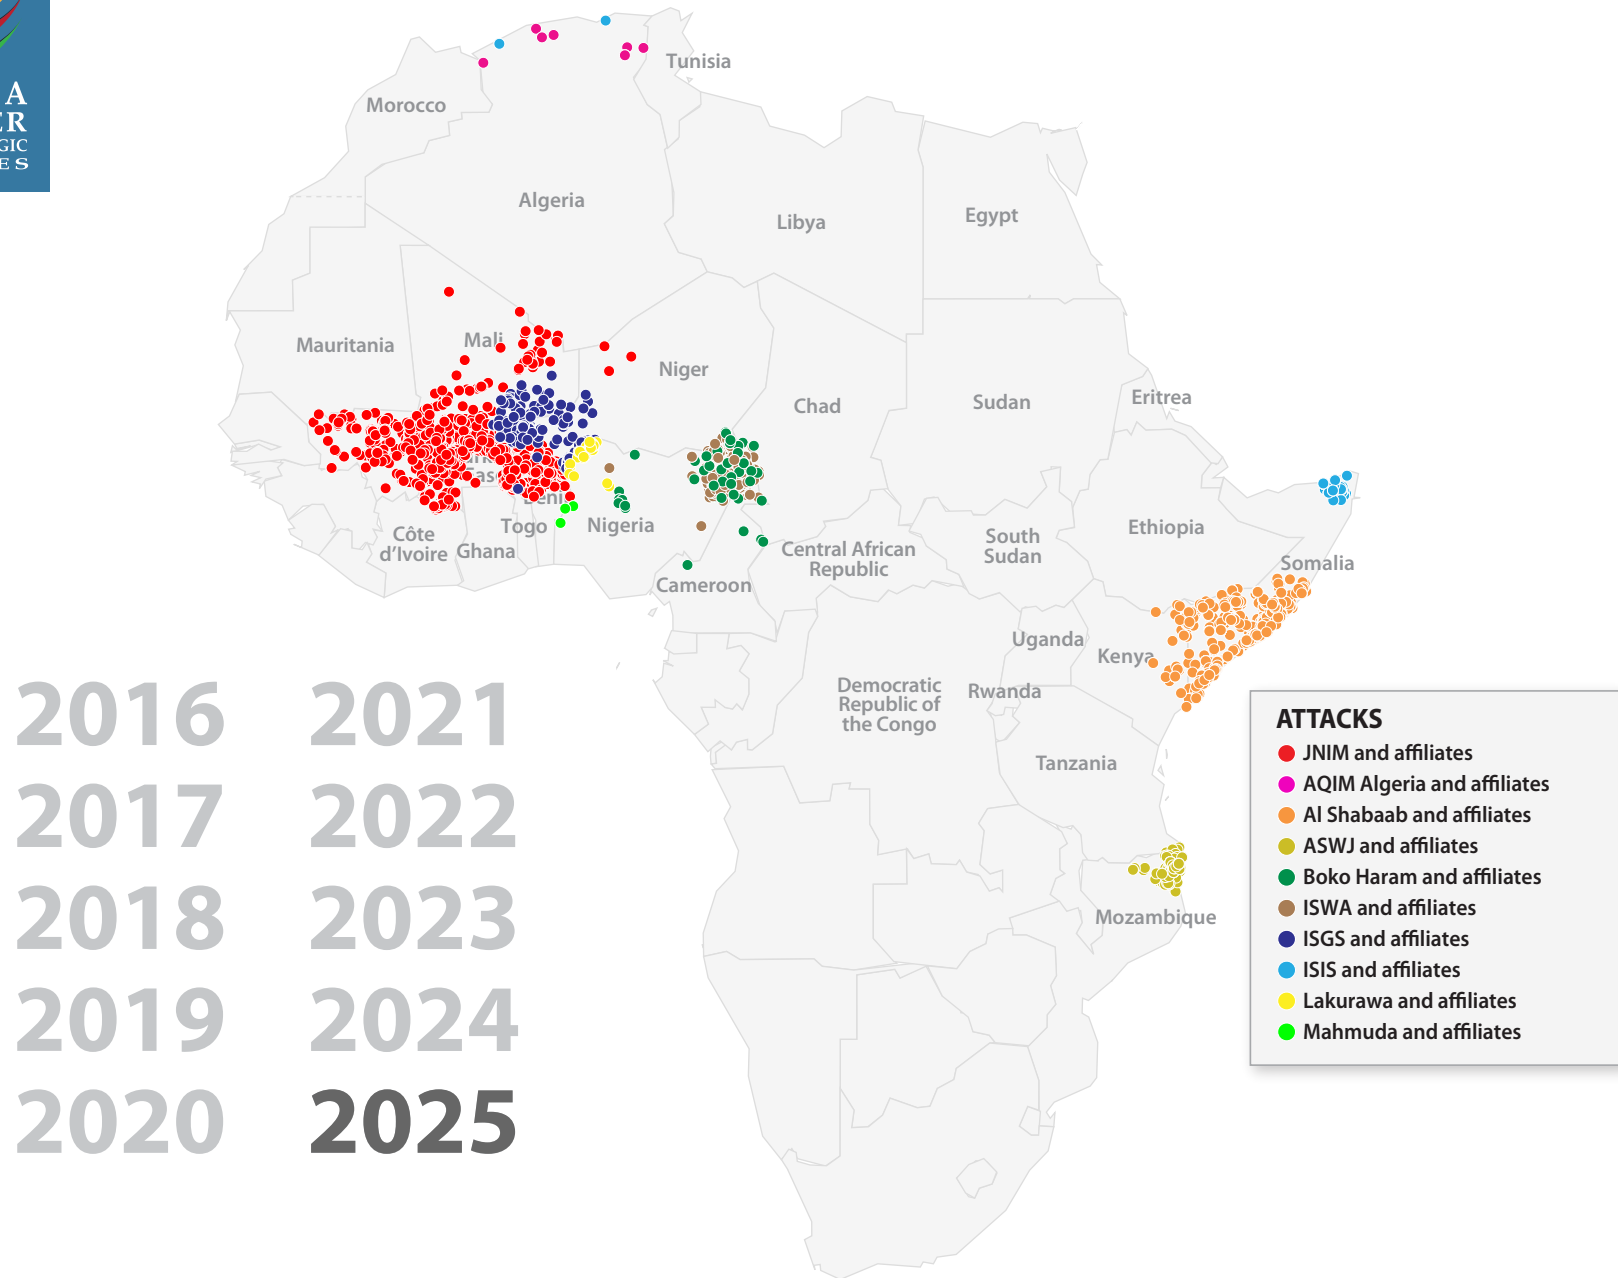 A
ER
GIC
ES
Tunisia
Morocco
Algeria
Libya
Egypt
Mauritania
Mali
Niger
Chad
Sudan
Eritrea
Côte
d’Ivoire
Ghana
Togo
Nigeria
Cameroon
Central African
Republic
South
Sudan
Ethiopia
Somalia
Uganda
Kenya
Rwanda
Democratic
Republic of
the Congo
Tanzania
Mozambique
2016
2021
2017
2022
2018
2023
2019
2024
2020
2025
ATTACKS
JNIM and affiliates
AQIM Algeria and affiliates
Al Shabaab and affiliates
ASWJ and affiliates
Boko Haram and affiliates
ISWA and affiliates
ISGS and affiliates
ISIS and affiliates
Lakurawa and affiliates
Mahmuda and affiliates